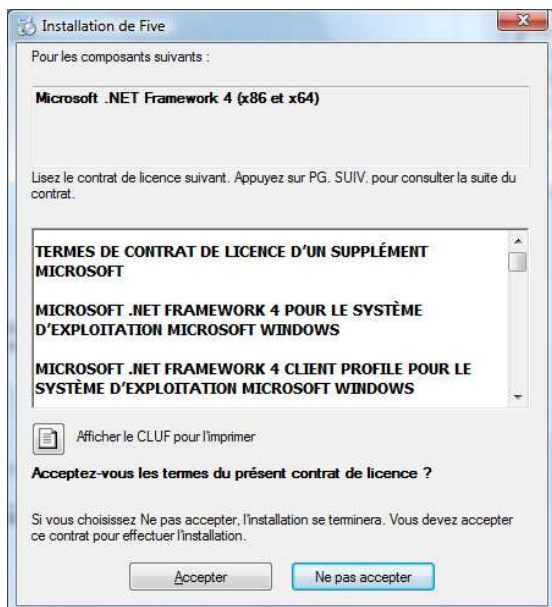 Installation de Five
Pour les composants suivants :
Microsoft .NET Framework 4 (x86 et x64)
Lisez le contrat de licence suivant. Appuyez sur PG. SUIV. pour consulter la suite du
contrat.
TERMES DE CONTRAT DE LICENCE D'UN SUPPLÉMENT
MICROSOFT
MICROSOFT .NET FRAMEWORK 4 POUR LE SYSTÈME
D'EXPLOITATION MICROSOFT WINDOWS
MICROSOFT .NET FRAMEWORK 4 CLIENT PROFILE POUR LE
SYSTÈME D'EXPLOITATION MICROSOFT WINDOWS
Afficher le CLUF pour l'imprimer
Acceptez-vous les termes du présent contrat de licence ?
Si vous choisissez Ne pas accepter, l'installation se terminera. Vous devez accepter
ce contrat pour effectuer l'installation.
Accepter
Ne pas accepter